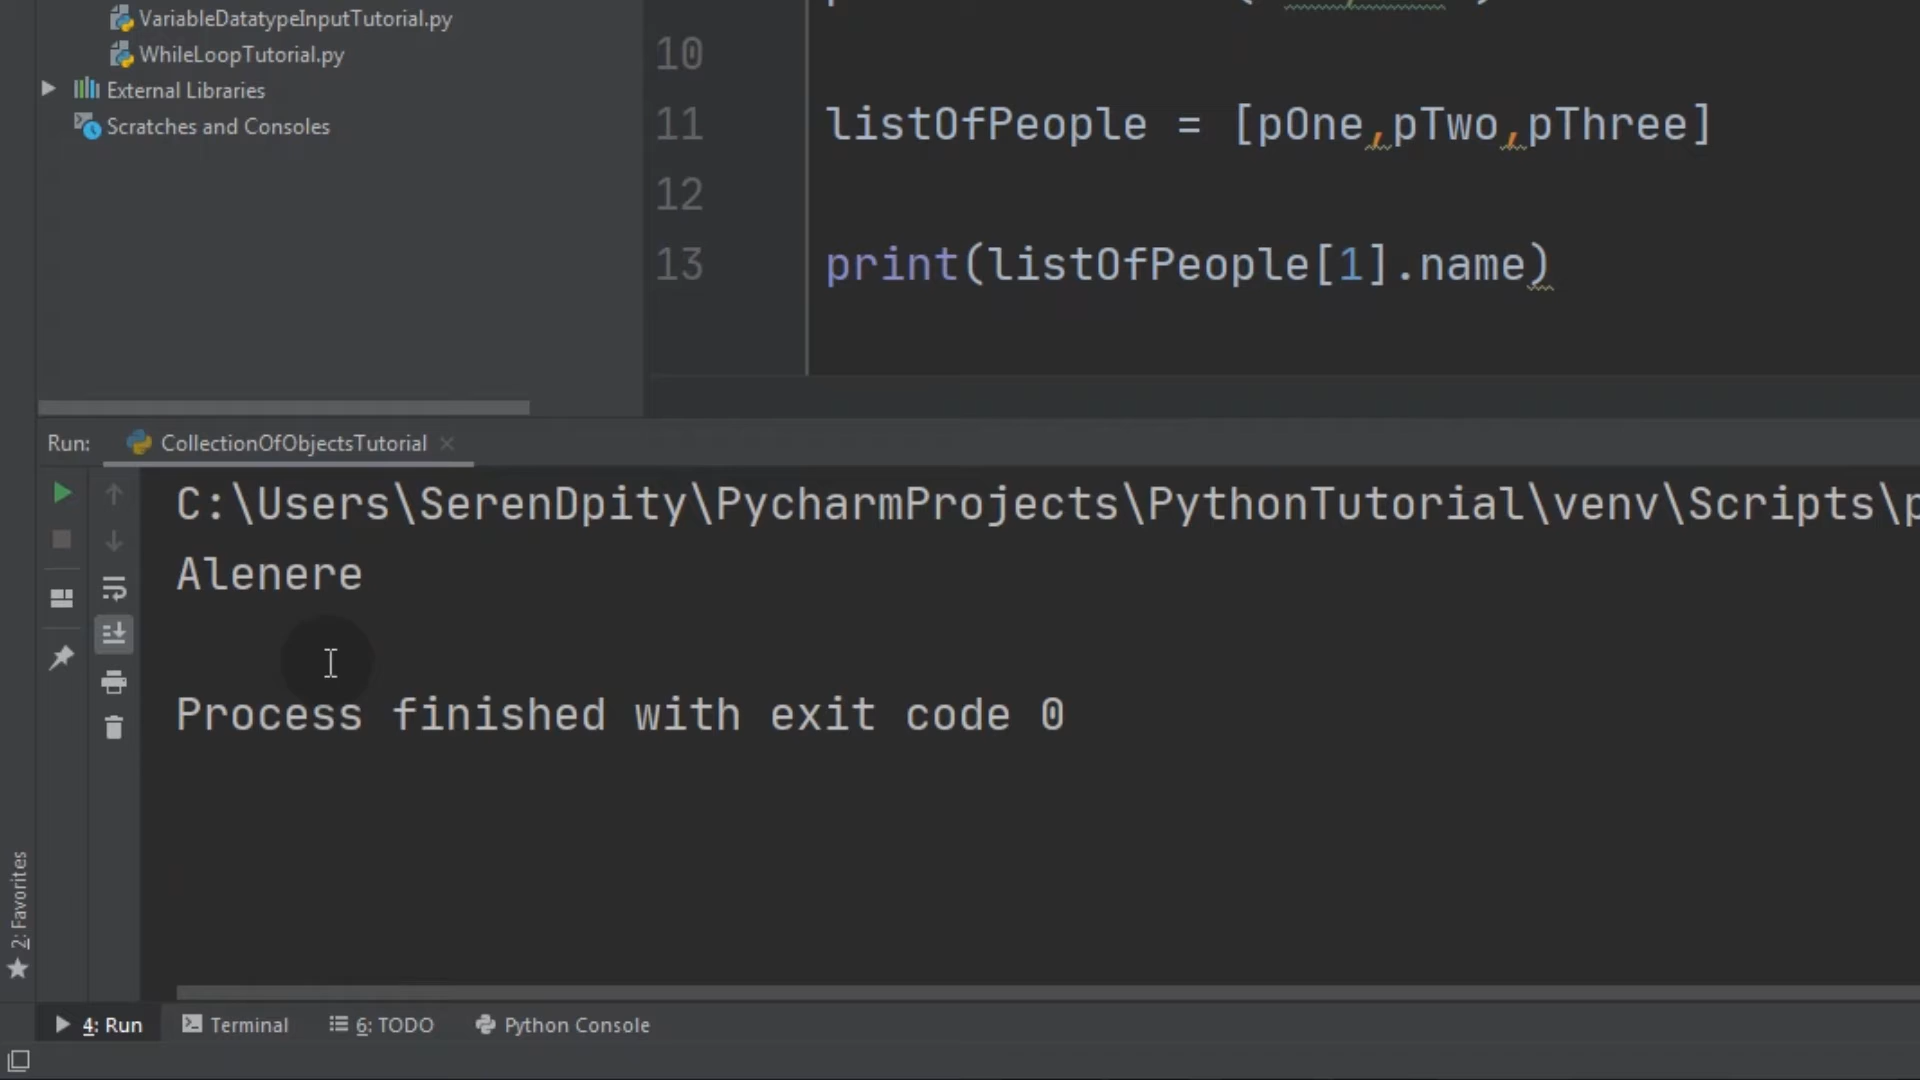 VariableDatatypeInputTutorial.py
WhileLoopTutorial.py
External Libraries
Scratches and Consoles
10
11 listOfPeople = [pOne,pTwo,pThree]
12
13 print(listOfPeople[1].name)
Run: CollectionOfObjectsTutorial
C:\Users\SerenDpity\PycharmProjects\PythonTutorial\venv\Scripts\p
Alenere
Process finished with exit code 0
2: Favorites
4: Run Terminal 6: TODO Python Console